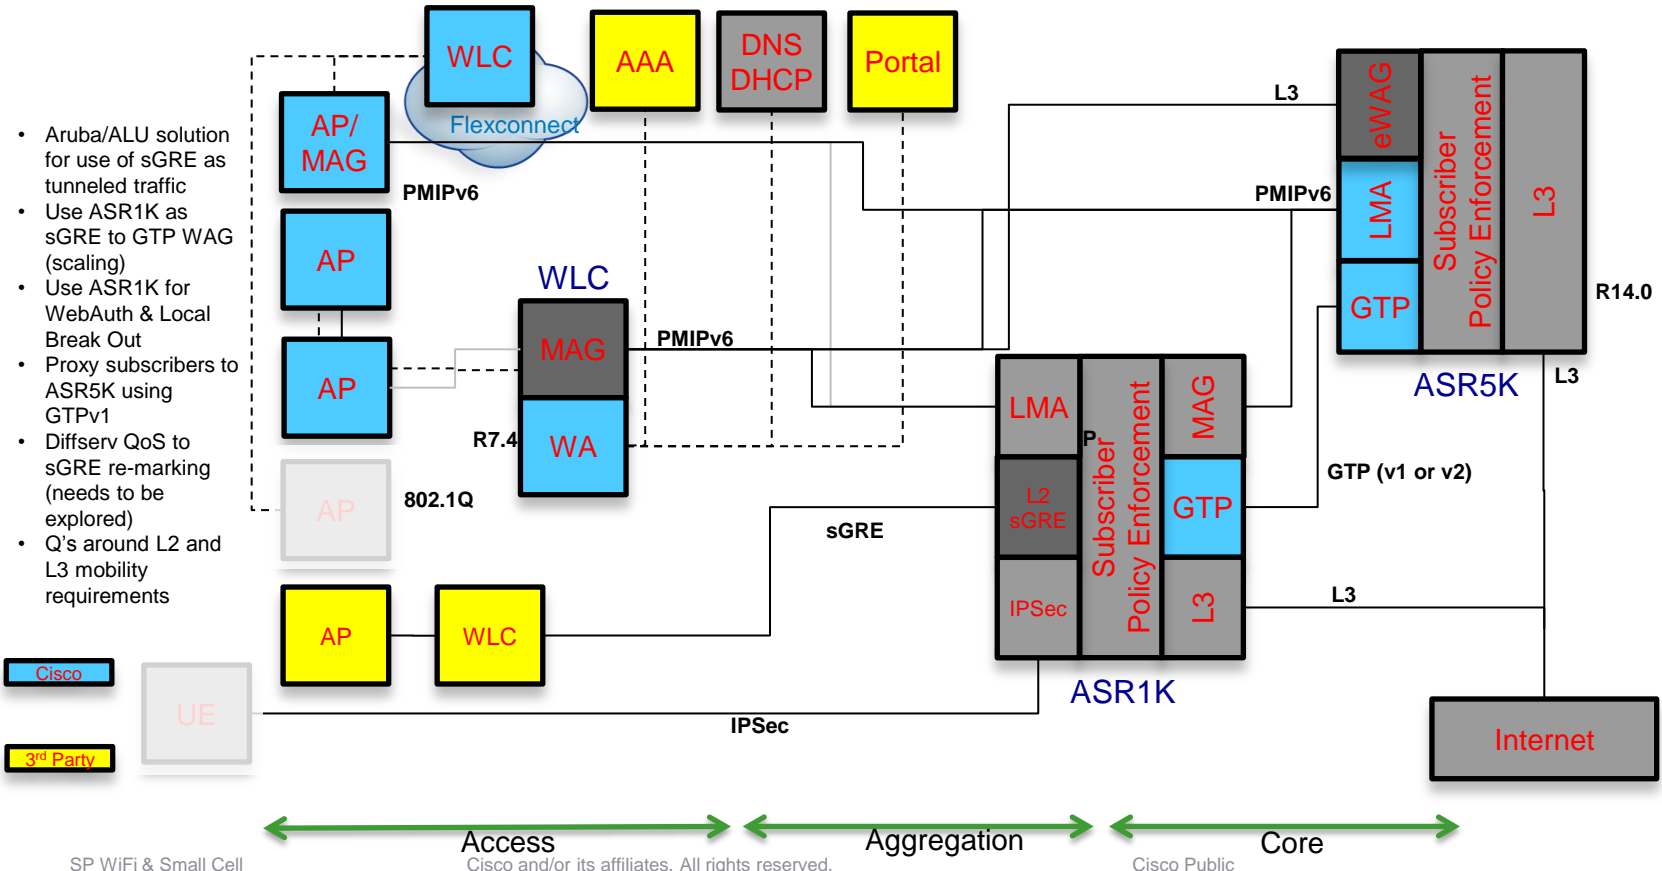 WLC
AAA
DNS
DHCP
Portal
Flexconnect
AP/
MAG
PMIPv6
• Aruba/ALU solution
for use of sGRE as
tunneled traffic
• Use ASR1K as
sGRE to GTP WAG
(scaling)
• Use ASR1K for
WebAuth & Local
Break Out
• Proxy subscribers to
ASR5K using
GTPv1
• Diffserv QoS to
sGRE re-marking
(needs to be
explored)
• Q's around L2 and
L3 mobility
requirements
AP
AP
AP
802.1Q
WLC
MAG
WA
R7.4
PMIPv6
AP
WLC
sGRE
UE
IPSec
Cisco
3rd Party
LMA
L2
sGRE
IPSec
P
Subscriber
Policy Enforcement
MAG
GTP
L3
ASR1K
L3
PMIPv6
eWAG
LMA
GTP
Subscriber
Policy Enforcement
L3
R14.0
ASR5K
L3
GTP (v1 or v2)
L3
Internet
Access
Aggregation
Core
SP WiFi & Small Cell
Cisco and/or its affiliates. All rights reserved.
Cisco Public